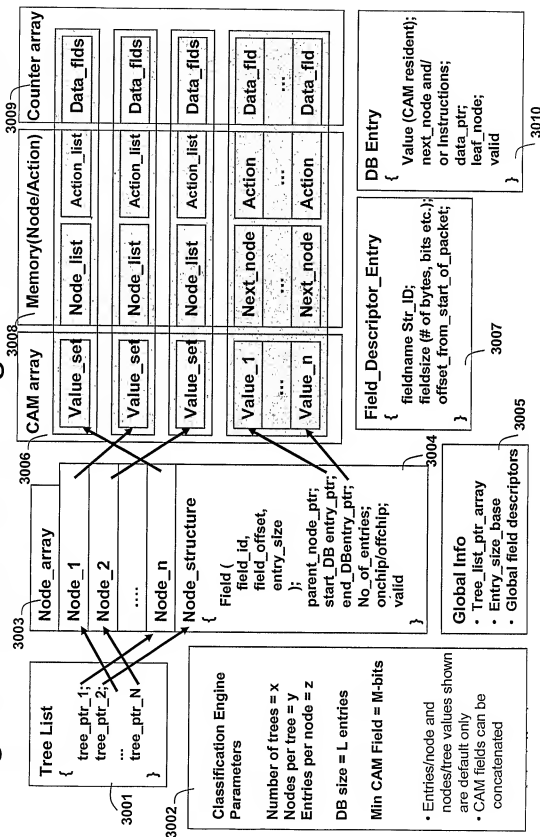 Tree List
{
tree_ptr_1;
tree_ptr_2;
...
tree_ptr_N
}
3001
3002
Classification Engine
Parameters
Number of trees = x
Nodes per tree = y
Entries per node = z
DB size = L entries
Min CAM Field = M-bits
• Entries/node and
nodes/tree values shown
are default only
• CAM fields can be
concatenated
3003
Node_array
Node_1
Node_2
....
Node_n
Node_structure
{
Field (
field_id,
field_offset,
entry_size
);
parent_node_ptr;
start_DB entry_ptr;
end_DBentry_ptr;
No_of_entries;
onchip/offchip;
valid
}
3004
Global Info
• Tree_list_ptr_array
• Entry_size_base
• Global field descriptors
3005
3006
CAM array
Value_set
Value_set
Value_set
Value_1
...
Value_n
3008
Memory(Node/Action)
Node_list
Action_list
Node_list
Action_list
Node_list
Action_list
Next_node
Action
...
...
Next_node
Action
3009
Counter array
Data_flds
Data_flds
Data_flds
Data_fld
...
Data_fld
Field_Descriptor_Entry
{
fieldname Str_ID;
fieldsize (# of bytes, bits etc.);
offset_from_start_of_packet;
}
3007
DB Entry
{
Value (CAM resident);
next_node and/
or Instructions;
data_ptr;
leaf_node;
valid
}
3010